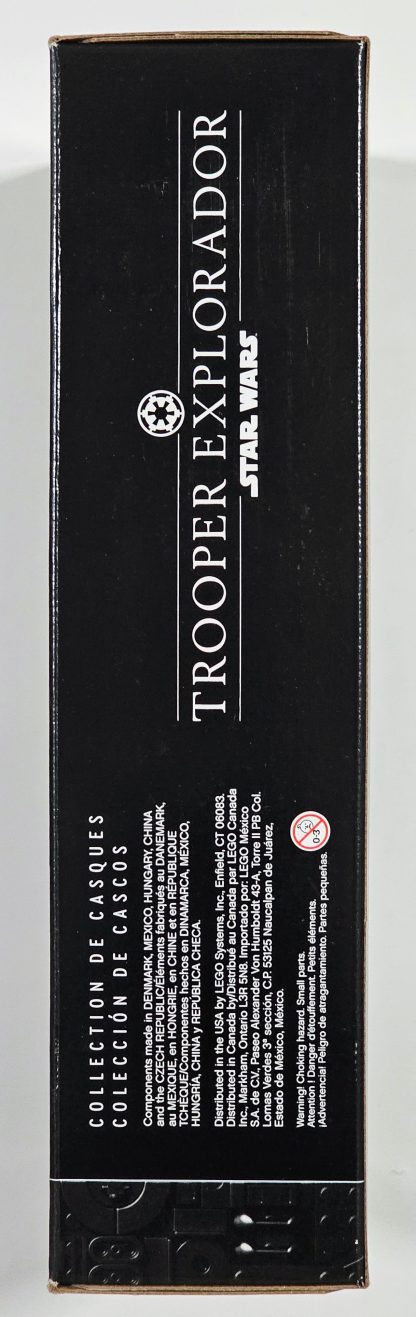 COLLECTION DE CASQUES
COLECCIÓN DE CASCOS
Components made in DENMARK, MEXICO, HUNGARY, CHINA
and the CZECH REPUBLIC/Éléments fabriqués au DANEMARK,
au MEXIQUE, en HONGRIE, en CHINE et en RÉPUBLIQUE
TCHÈQUE/Componentes hechos en DINAMARCA, MÉXICO,
HUNGRÍA, CHINA y REPÚBLICA CHECA.
Distributed in the USA by LEGO Systems, Inc., Enfield, CT 06083.
Distributed in Canada by/Distribué au Canada par LEGO Canada
Inc., Markham, Ontario L3R 5N8. Importado por: LEGO México
S.A. de C.V., Paseo Alexander Von Humboldt 43-A, Torre II PB Col.
Lomas Verdes 3ª sección, C.P. 53125 Naucalpan de Juárez,
Estado de México. México.
Warning! Choking hazard. Small parts.
Attention ! Danger d'étouffement. Petits éléments.
¡Advertencia! Peligro de atragantamiento. Partes pequeñas.
0-3
TROOPER EXPLORADOR
STAR WARS